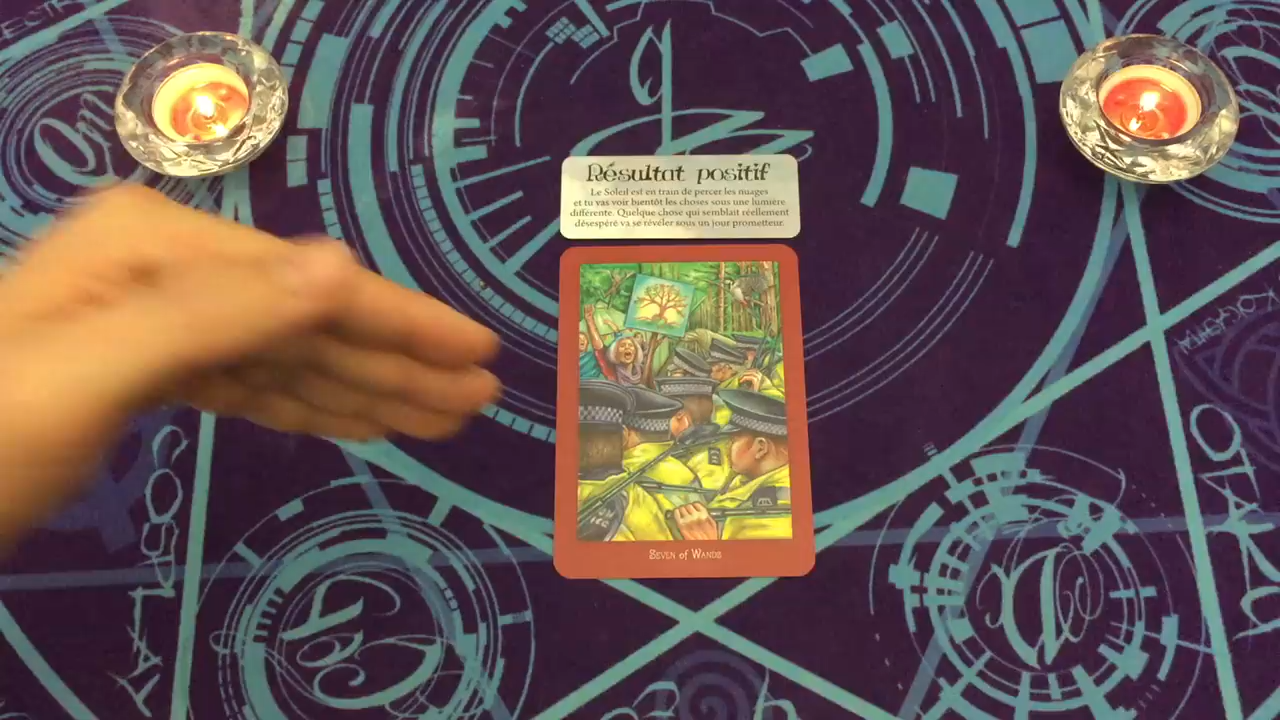 Résultat positif
Le Soleil est en train de percer les nuages
et tu vas voir bientôt les choses sous une lumière
différente. Quelque chose qui semblait réellement
désespéré va se révéler sous un jour prometteur.
Seven of Wands